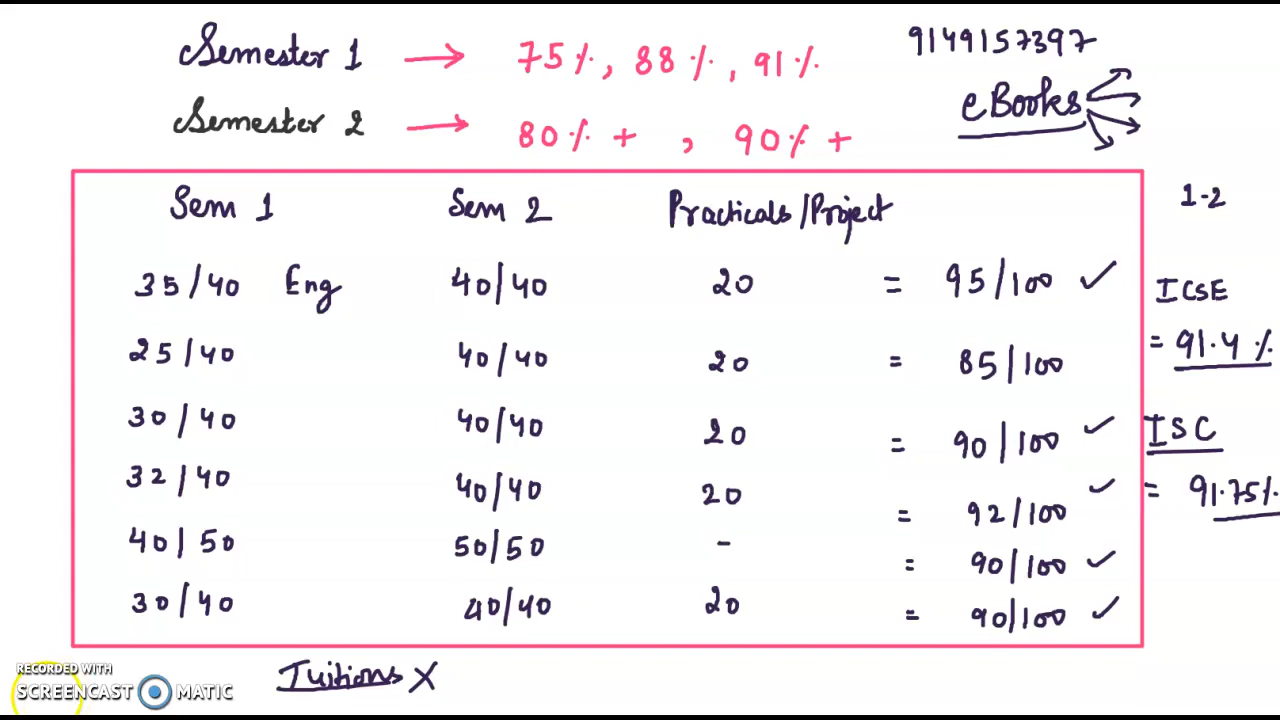 Semester 1 → 75%, 88%, 91%
9149157397
Semester 2 → 80% + , 90% +
eBooks
Sem 1 Sem 2 Practicals/Project
1-2
35/40 Eng 40/40 20 = 95/100 ✓
ICSE
= 91.4%
25/40 40/40 20 = 85/100
30/40 40/40 20 = 90/100 ✓
ISC
= 91.75%
32/40 40/40 20 = 92/100 ✓
40/50 50/50 - = 90/100 ✓
30/40 40/40 20 = 90/100 ✓
Tuitions X
RECORDED WITH
SCREENCAST MATIC